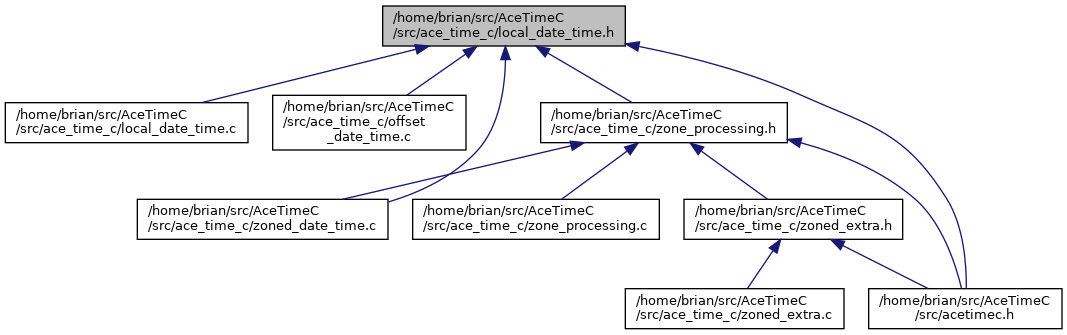 /home/brian/src/AceTimeC
/src/ace_time_c/local_date_time.h
/home/brian/src/AceTimeC
/src/ace_time_c/local_date_time.c
/home/brian/src/AceTimeC
/src/ace_time_c/offset
_date_time.c
/home/brian/src/AceTimeC
/src/ace_time_c/zone_processing.h
/home/brian/src/AceTimeC
/src/ace_time_c/zoned_date_time.c
/home/brian/src/AceTimeC
/src/ace_time_c/zone_processing.c
/home/brian/src/AceTimeC
/src/ace_time_c/zoned_extra.h
/home/brian/src/AceTimeC
/src/ace_time_c/zoned_extra.c
/home/brian/src/AceTimeC
/src/acetimec.h